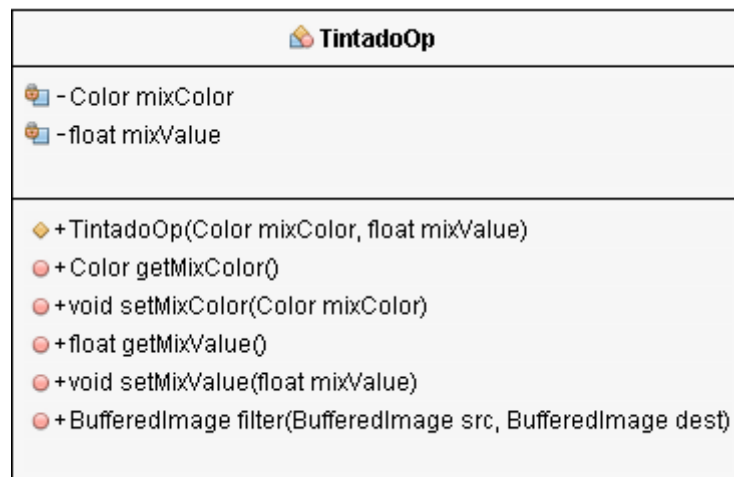 TintadoOp
- Color mixColor
- float mixValue
+ TintadoOp(Color mixColor, float mixValue)
+ Color getMixColor()
+ void setMixColor(Color mixColor)
+ float getMixValue()
+ void setMixValue(float mixValue)
+ BufferedImage filter(BufferedImage src, BufferedImage dest)